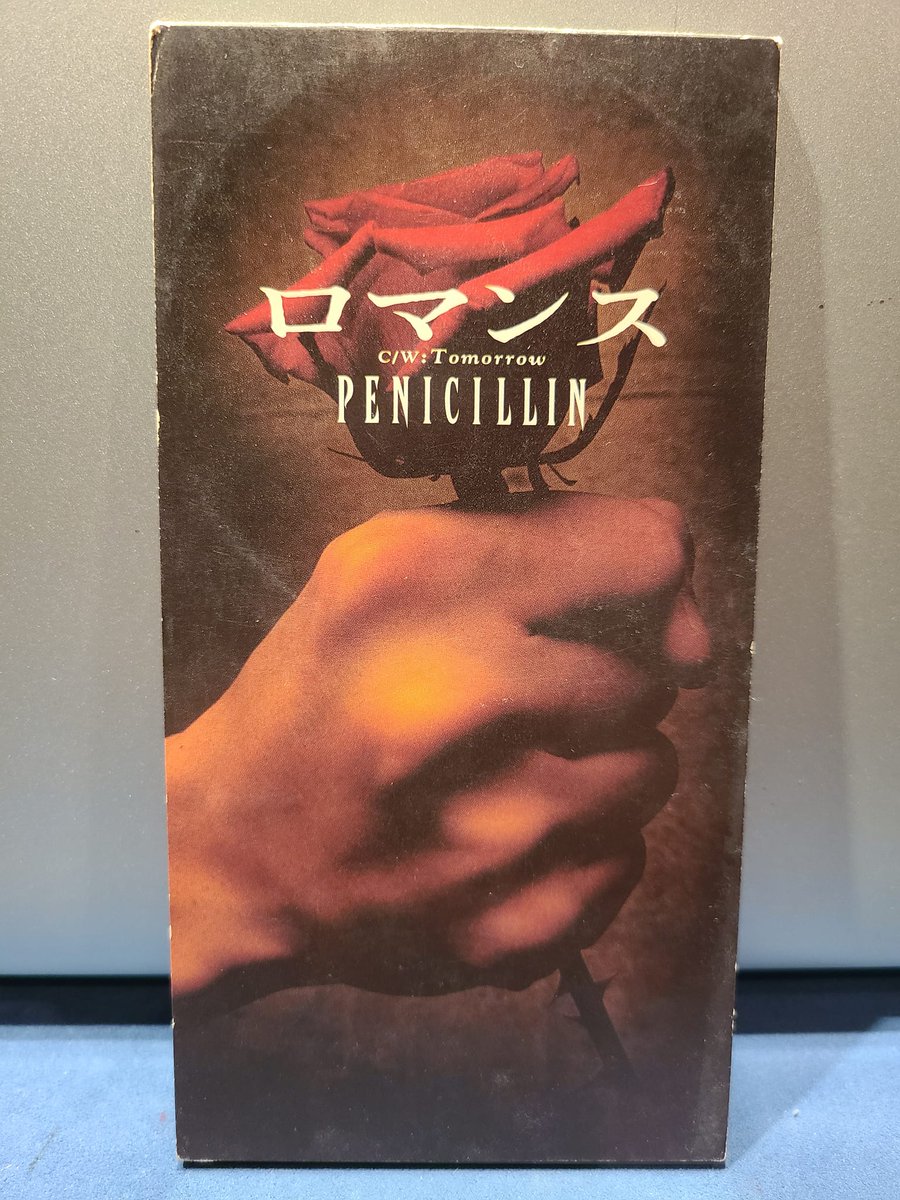 ロマンス
C/W:Tomorrow
PENICILLIN